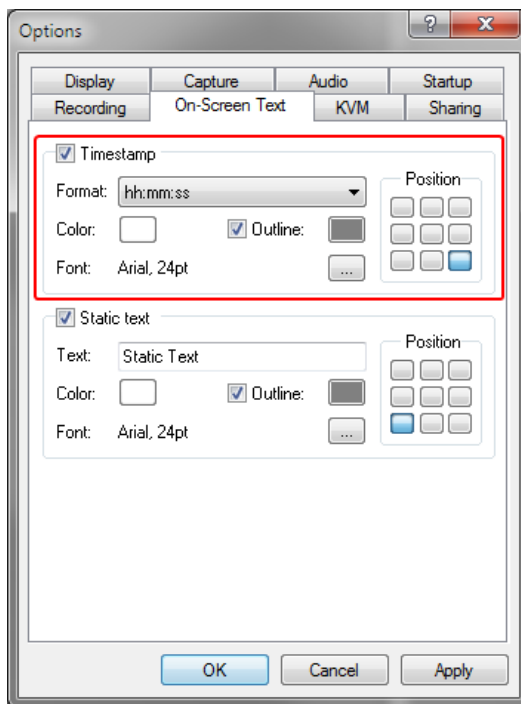 Options
Display Capture Audio Startup
Recording On-Screen Text KVM Sharing
Timestamp
Format: hh:mm:ss Position
Color: Outline:
Font: Arial, 24pt ...
Static text
Text: Static Text Position
Color: Outline:
Font: Arial, 24pt ...
OK Cancel Apply